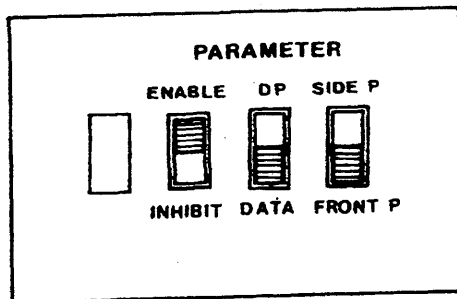 PARAMETER
ENABLE DP SIDE P
INHIBIT DATA FRONT P